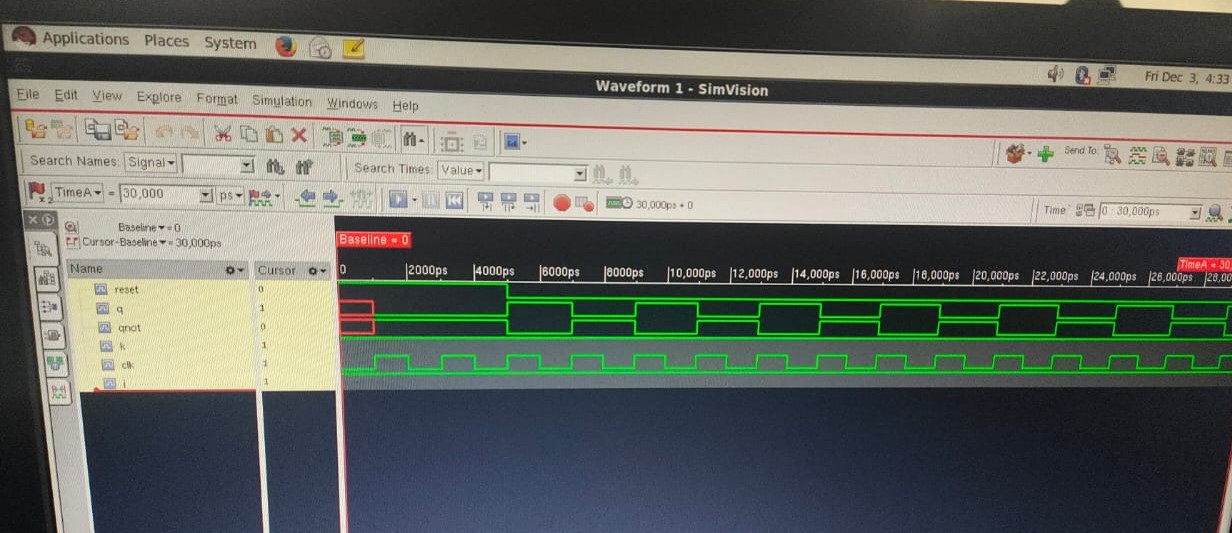 Applications Places System
Fri Dec 3, 4:33
Waveform 1 - SimVision
File Edit View Explore Format Simulation Windows Help
Send To:
Search Names: Signal
Search Times: Value
TimeA = 30,000 ps
30,000ps + 0
Time: 0 : 30,000ps
Baseline = 0
Cursor-Baseline = 30,000ps
Baseline = 0
TimeA = 30,
Name Cursor
0 2000ps 4000ps 6000ps 8000ps 10,000ps 12,000ps 14,000ps 16,000ps 18,000ps 20,000ps 22,000ps 24,000ps 26,000ps 28,00
reset 0
q 1
qnot 0
k 1
clk 1
j 1